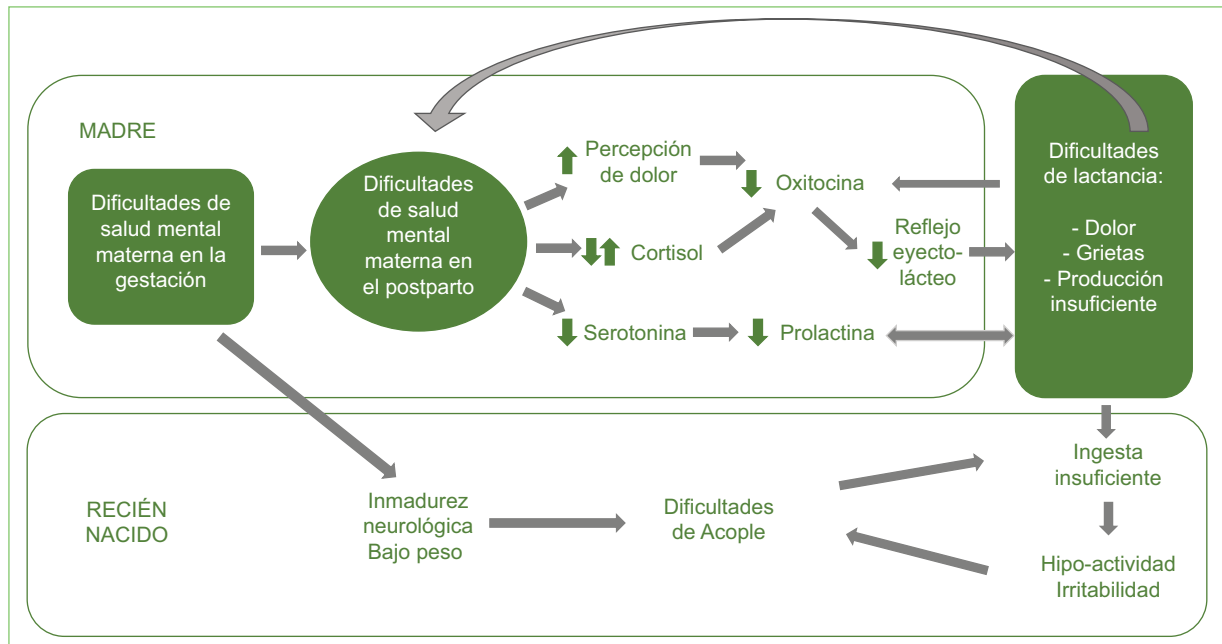 MADRE
Dificultades de
salud mental
materna en la
gestación
Dificultades
de salud
mental
materna en
el postparto
Percepción
de dolor
Cortisol
Serotonina
Oxitocina
Reflejo
eyecto-
lácteo
Prolactina
Dificultades
de lactancia:
- Dolor
- Grietas
- Producción
insuficiente
RECIÉN
NACIDO
Inmadurez
neurológica
Bajo peso
Dificultades
de Acople
Ingesta
insuficiente
Hipo-actividad
Irritabilidad